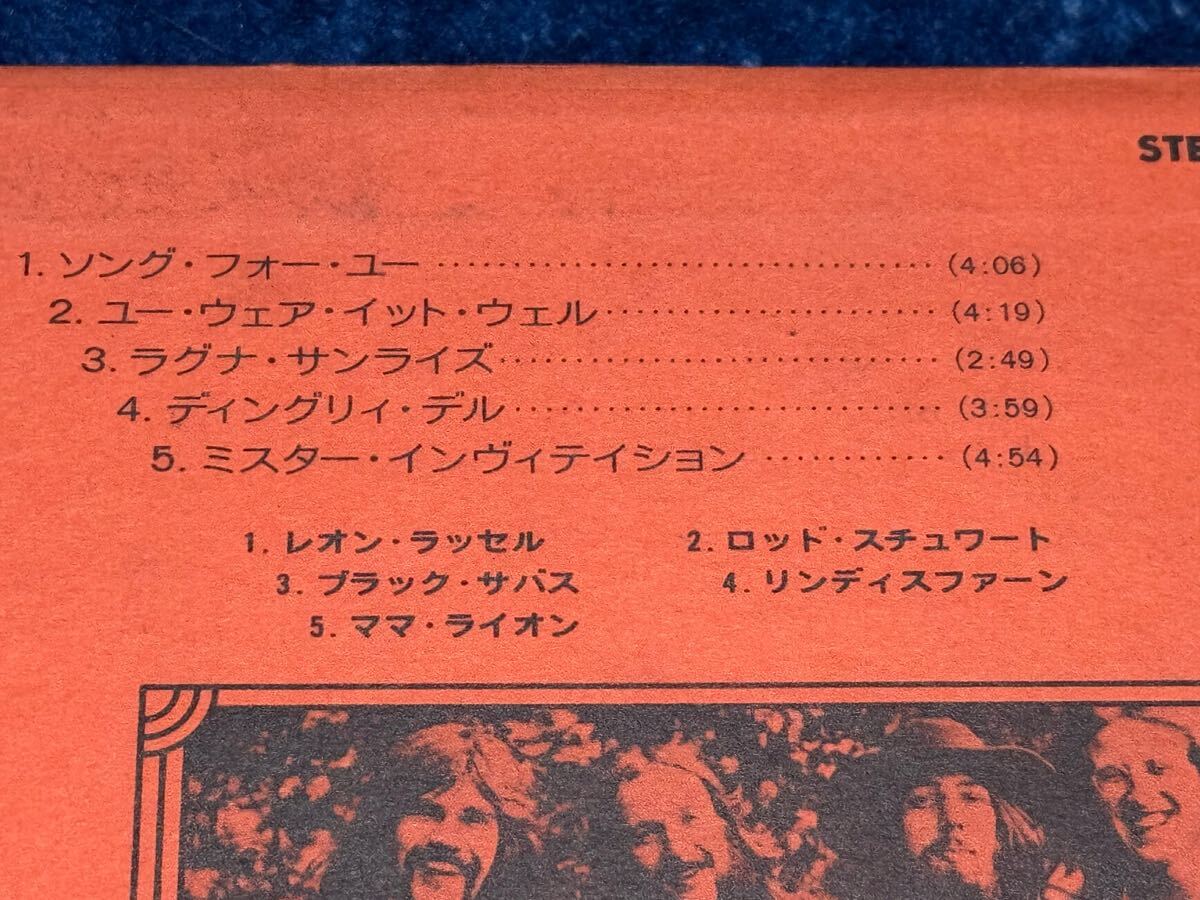 STE
1. ソング・フォー・ユー ……………………………… (4:06)
2. ユー・ウェア・イット・ウェル …………………… (4:19)
3. ラグナ・サンライズ …………………………… (2:49)
4. ディングリィ・デル ………………………… (3:59)
5. ミスター・インヴィテイション ………… (4:54)
1. レオン・ラッセル 2. ロッド・スチュワート
3. ブラック・サバス 4. リンディスファーン
5. ママ・ライオン